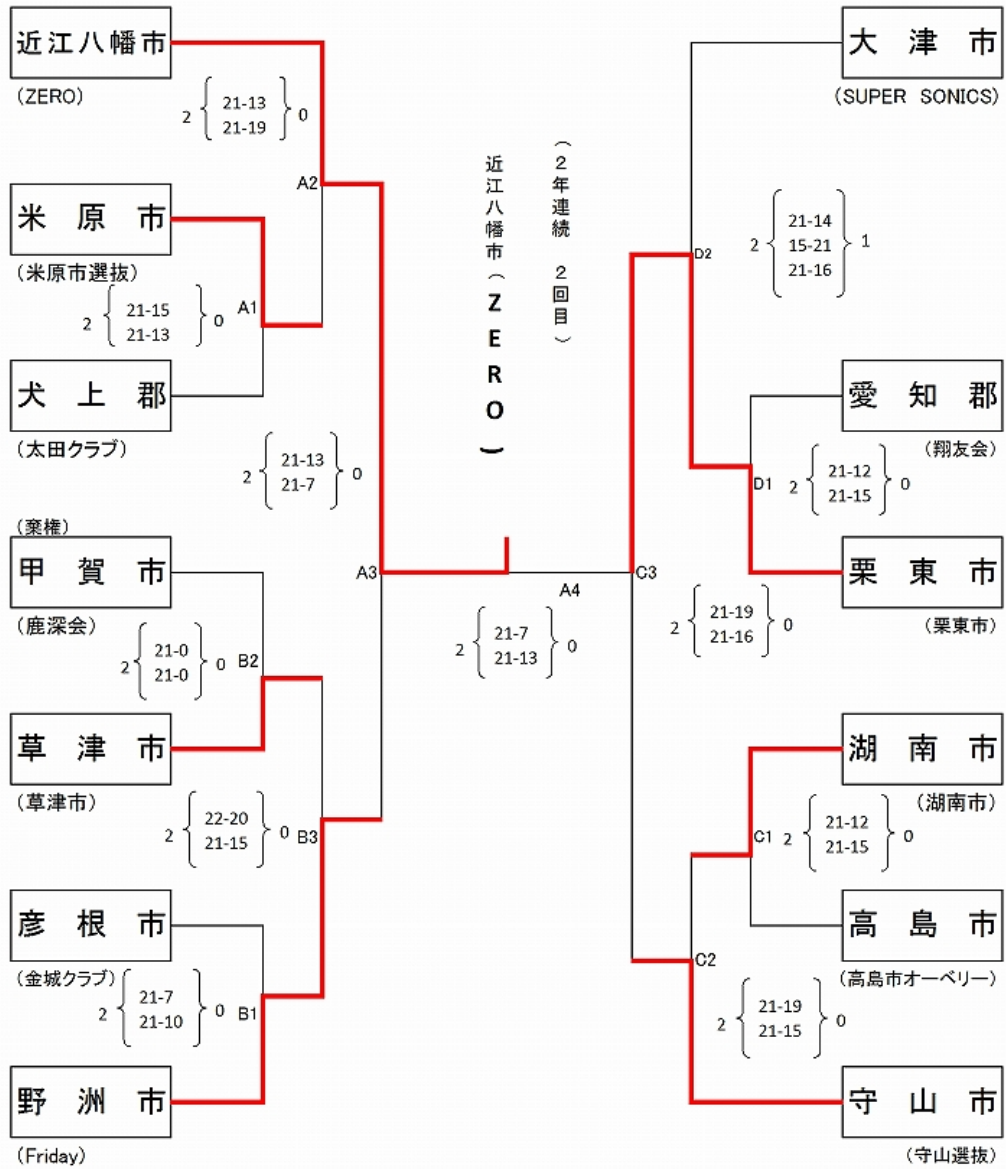 近江八幡市
(ZERO)
2 21-13 0
21-19
A2
米原市
(米原市選抜)
2 21-15 0
21-13
A1
犬上郡
(太田クラブ)
2 21-13 0
21-7
(棄権)
甲賀市
(鹿深会)
A3
2 21-0 0
21-0
B2
草津市
(草津市)
2 22-20 0
21-15
B3
彦根市
(金城クラブ)
2 21-7 0
21-10
B1
野洲市
(Friday)
(2年連続 2回目)
近江八幡市(ZERO)
A4
2 21-7 0
21-13
大津市
(SUPER SONICS)
D2
2 21-14 1
15-21
21-16
愛知郡
(翔友会)
D1
2 21-12 0
21-15
栗東市
(栗東市)
C3
2 21-19 0
21-16
湖南市
(湖南市)
C1
2 21-12 0
21-15
高島市
(高島市オーベリー)
C2
2 21-19 0
21-15
守山市
(守山選抜)